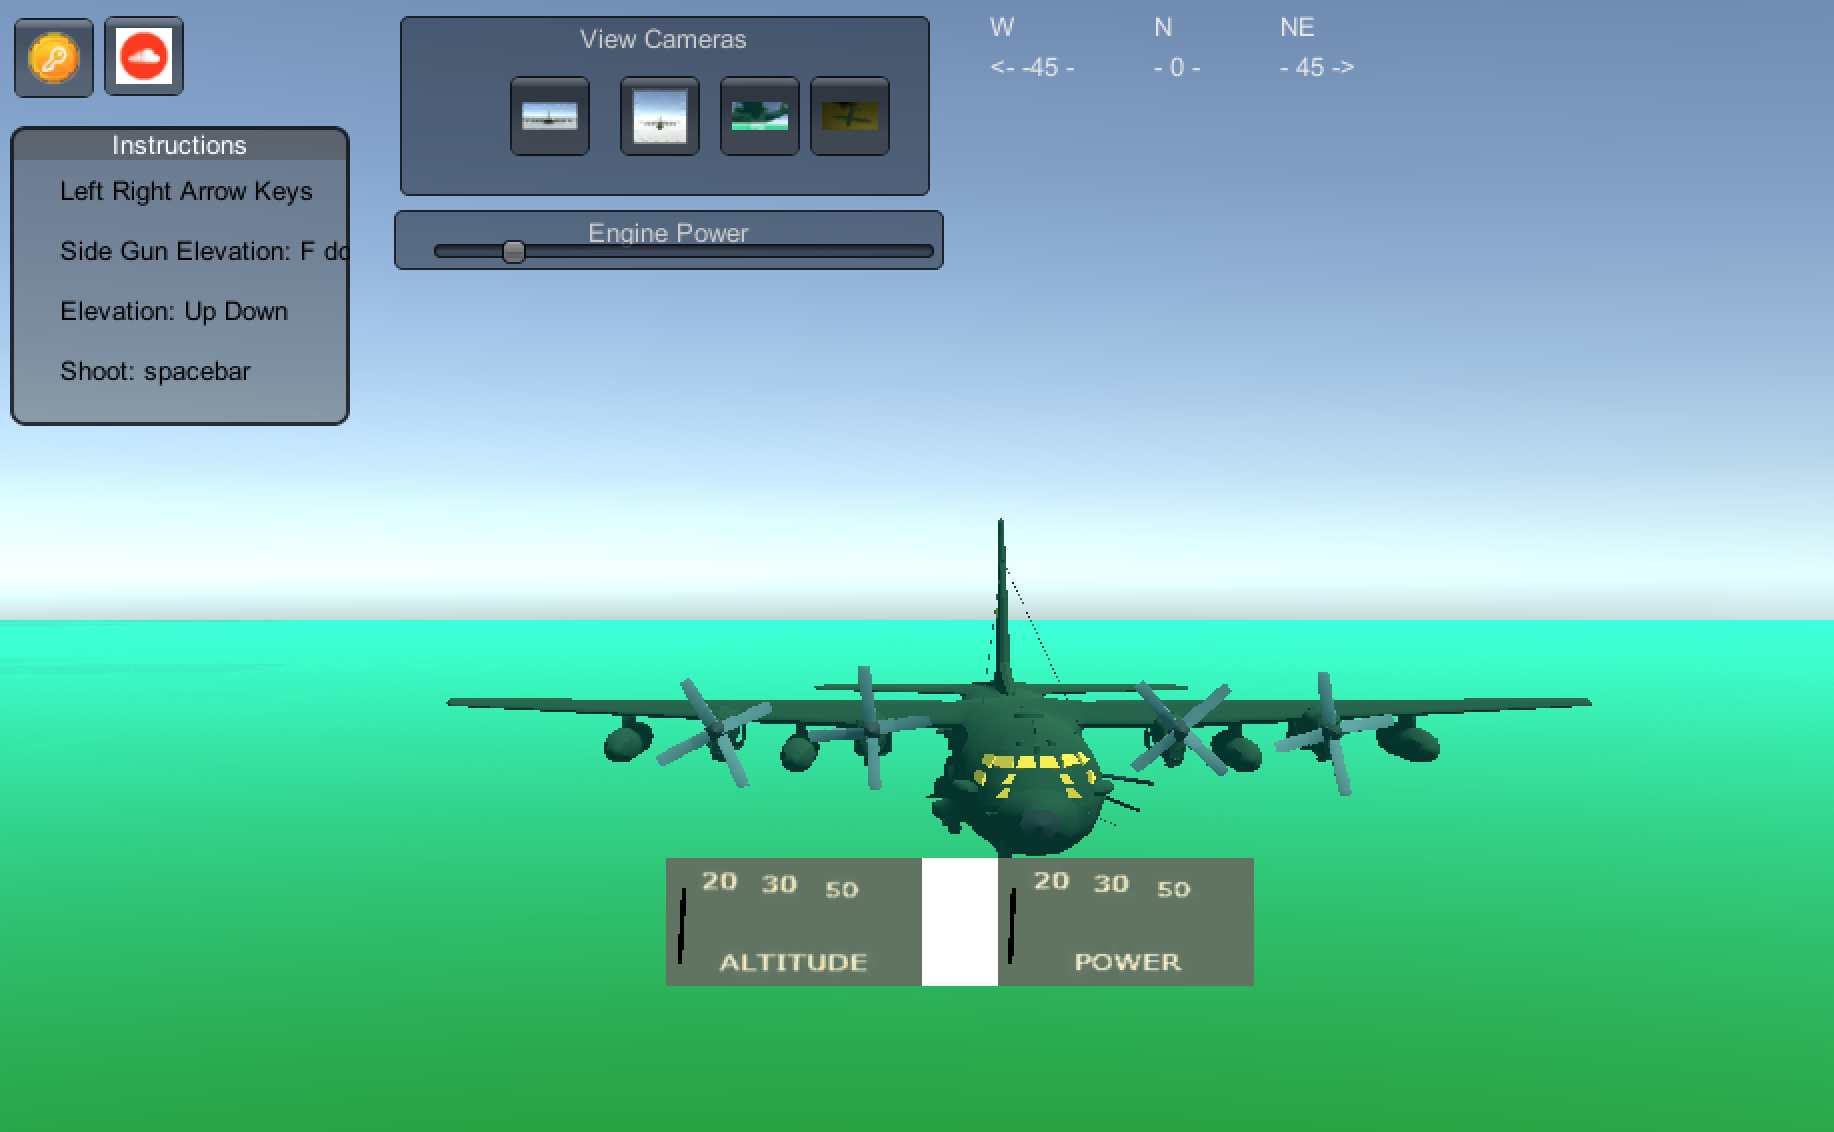 View Cameras
W N NE
<- -45 - - 0 - - 45 ->
Instructions
Left Right Arrow Keys
Side Gun Elevation: F do
Elevation: Up Down
Shoot: spacebar
Engine Power
20 30 50
ALTITUDE
20 30 50
POWER